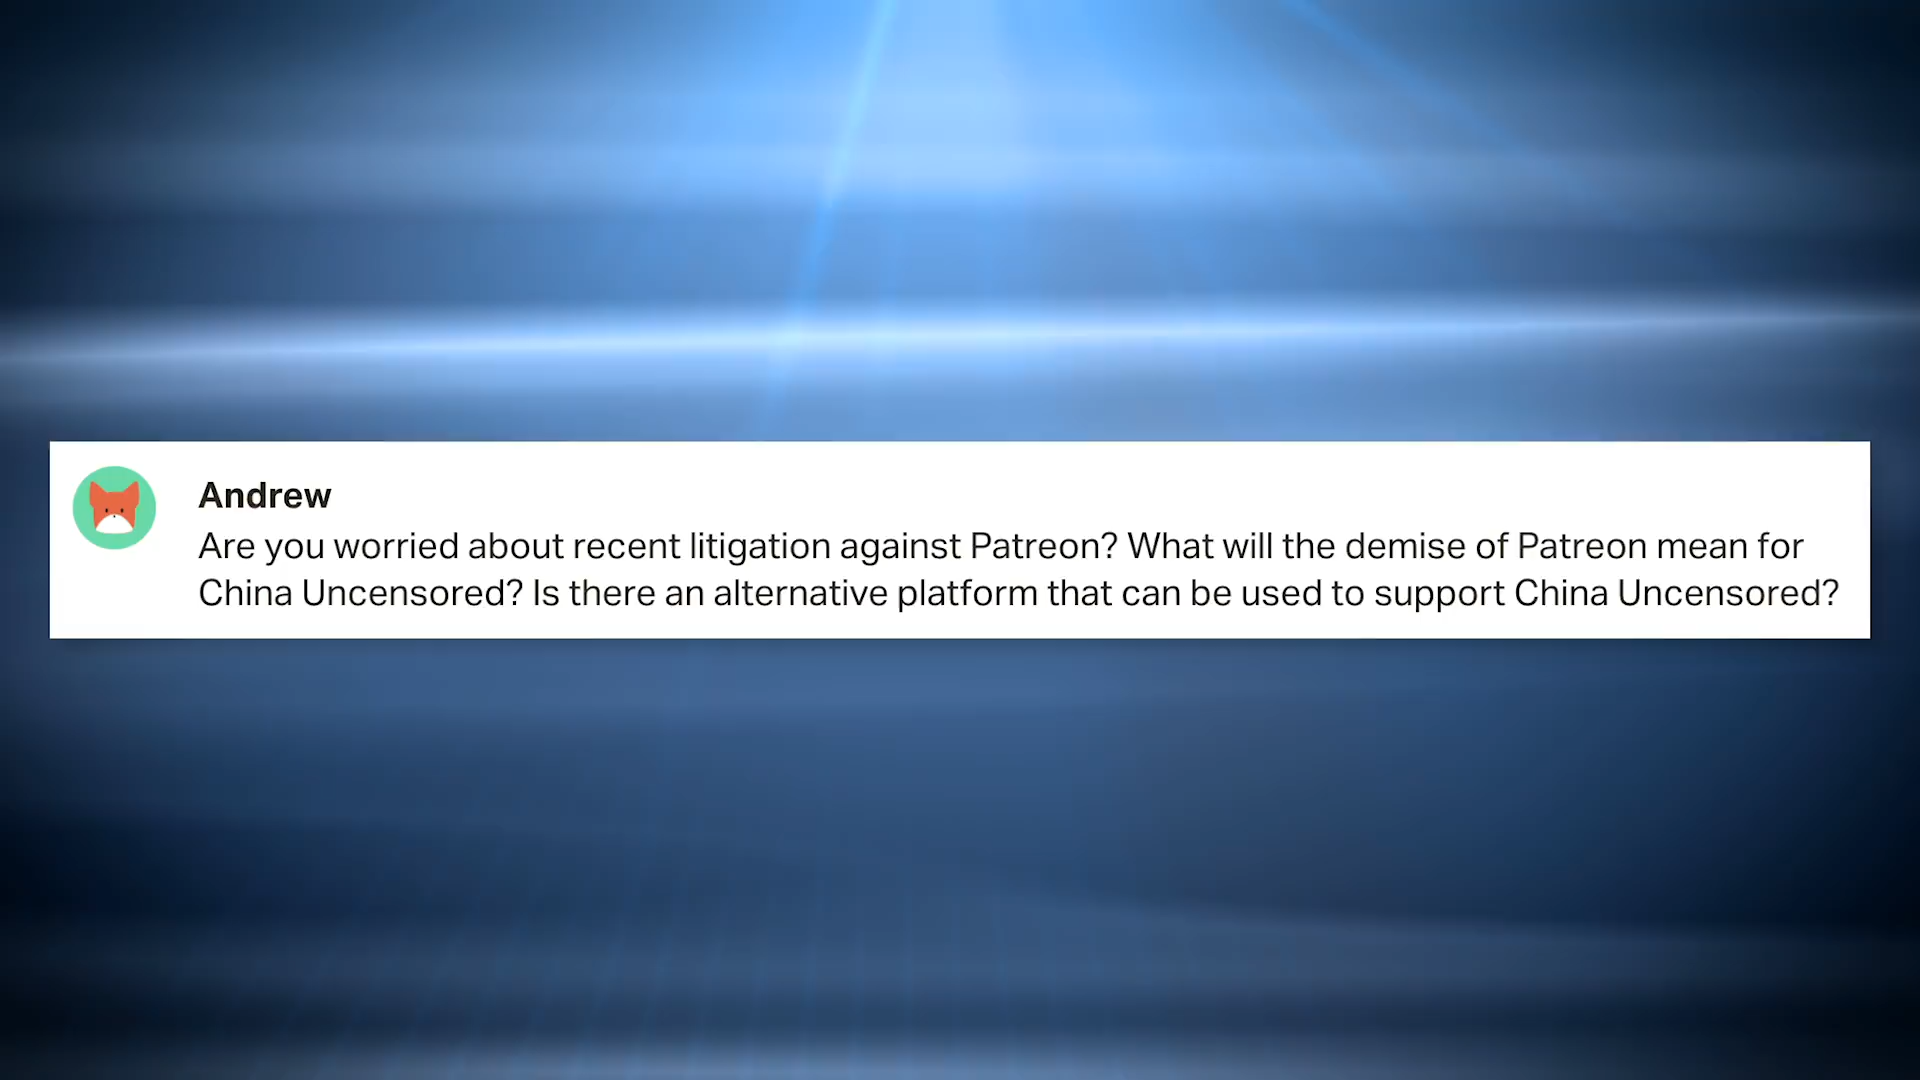 Andrew
Are you worried about recent litigation against Patreon? What will the demise of Patreon mean for
China Uncensored? Is there an alternative platform that can be used to support China Uncensored?